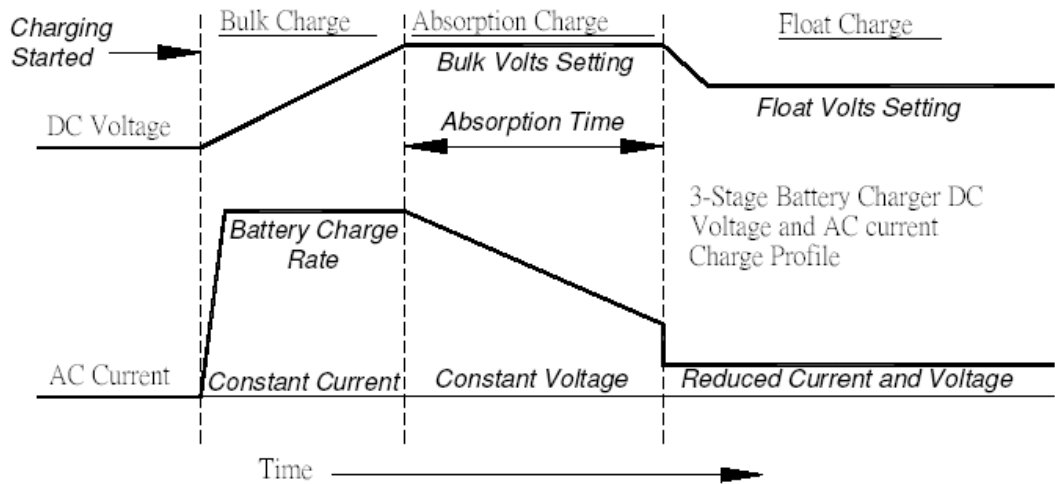 Charging
Started
Bulk Charge
Absorption Charge
Float Charge
Bulk Volts Setting
Float Volts Setting
DC Voltage
Absorption Time
3-Stage Battery Charger DC
Voltage and AC current
Charge Profile
Battery Charge
Rate
AC Current
Constant Current
Constant Voltage
Reduced Current and Voltage
Time